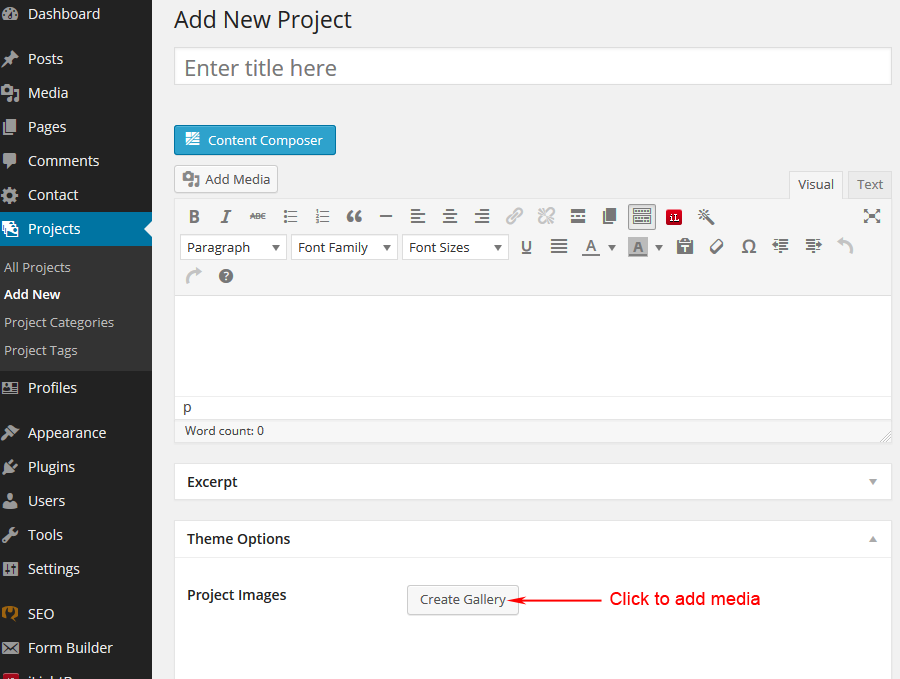 Dashboard
Posts
Media
Pages
Comments
Contact
Projects
All Projects
Add New
Project Categories
Project Tags
Profiles
Appearance
Plugins
Users
Tools
Settings
SEO
Form Builder
Add New Project
Enter title here
Content Composer
Add Media
Visual Text
B I ABC
iL
Paragraph Font Family Font Sizes U A A T Ω
?
p
Word count: 0
Excerpt
Theme Options
Project Images Create Gallery Click to add media